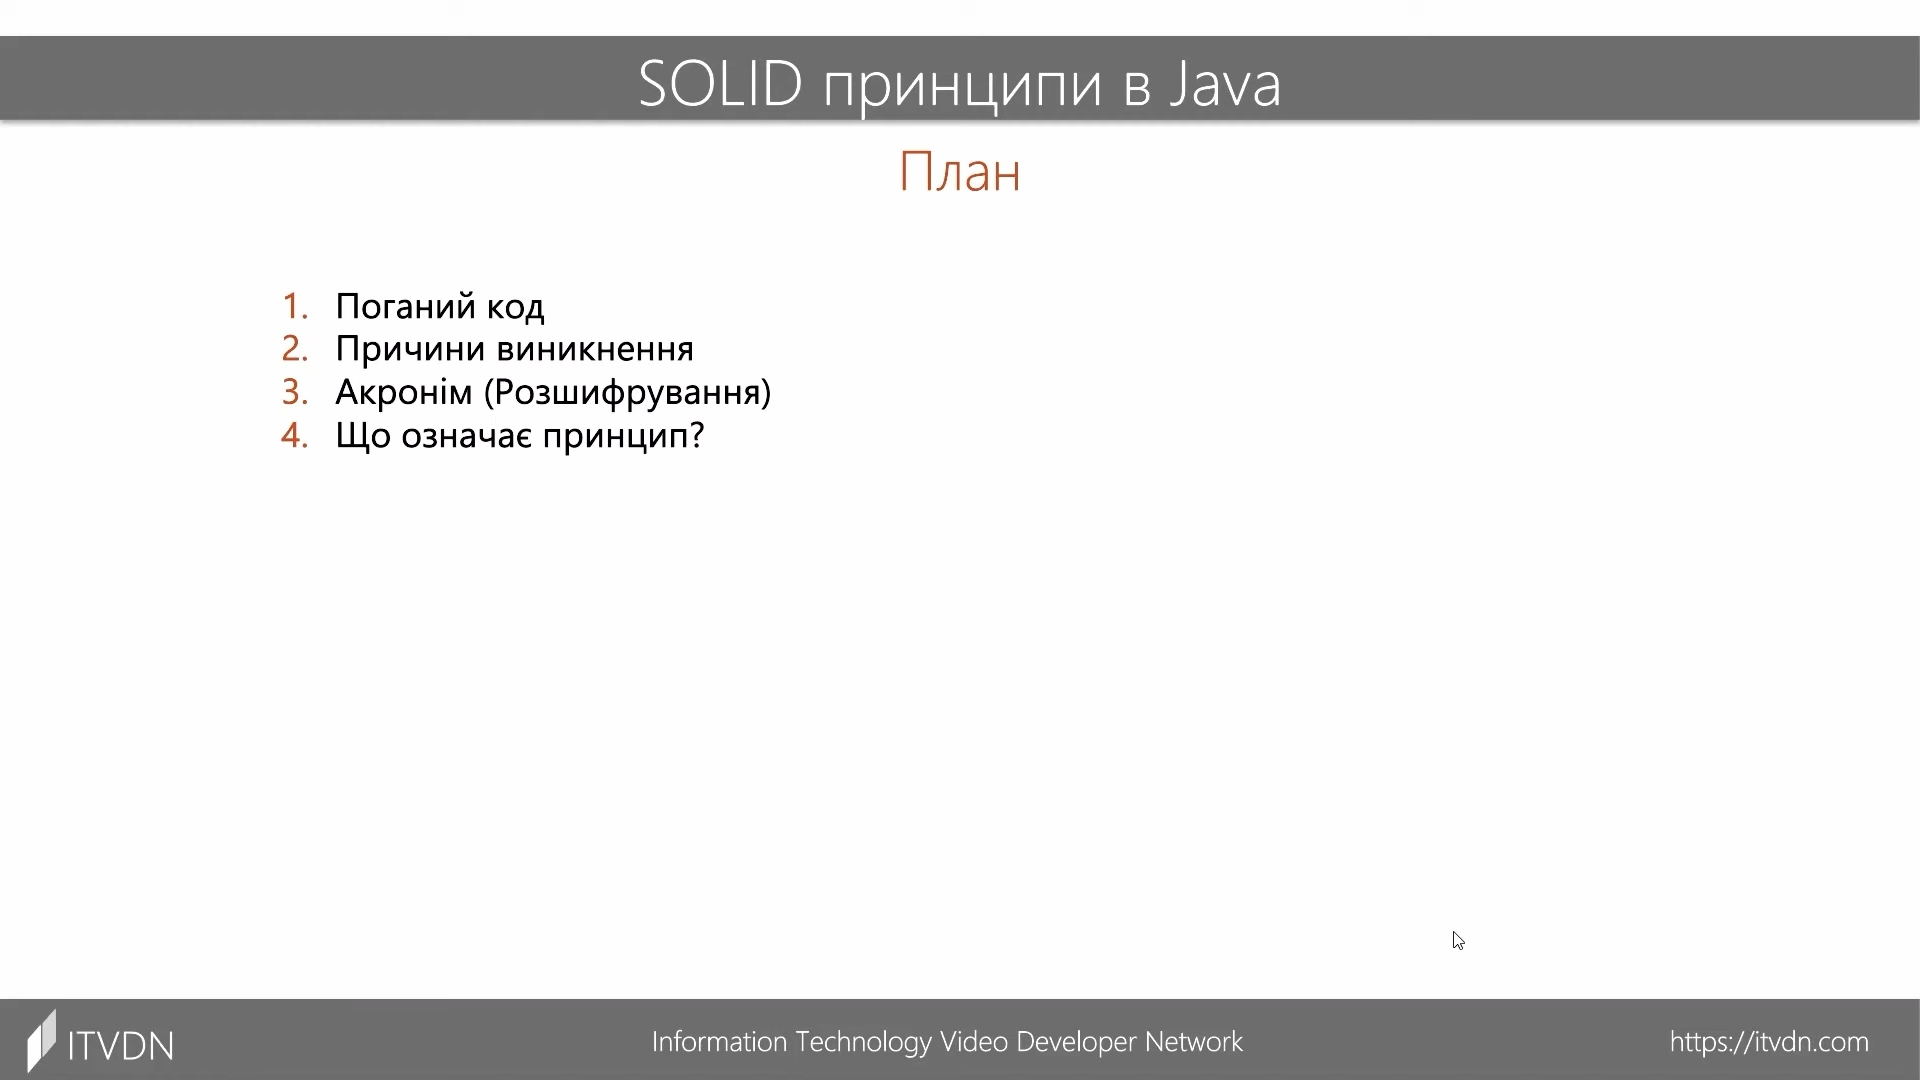 SOLID принципи в Java
План
1. Поганий код
2. Причини виникнення
3. Акронім (Розшифрування)
4. Що означає принцип?
ITVDN
Information Technology Video Developer Network
https://itvdn.com